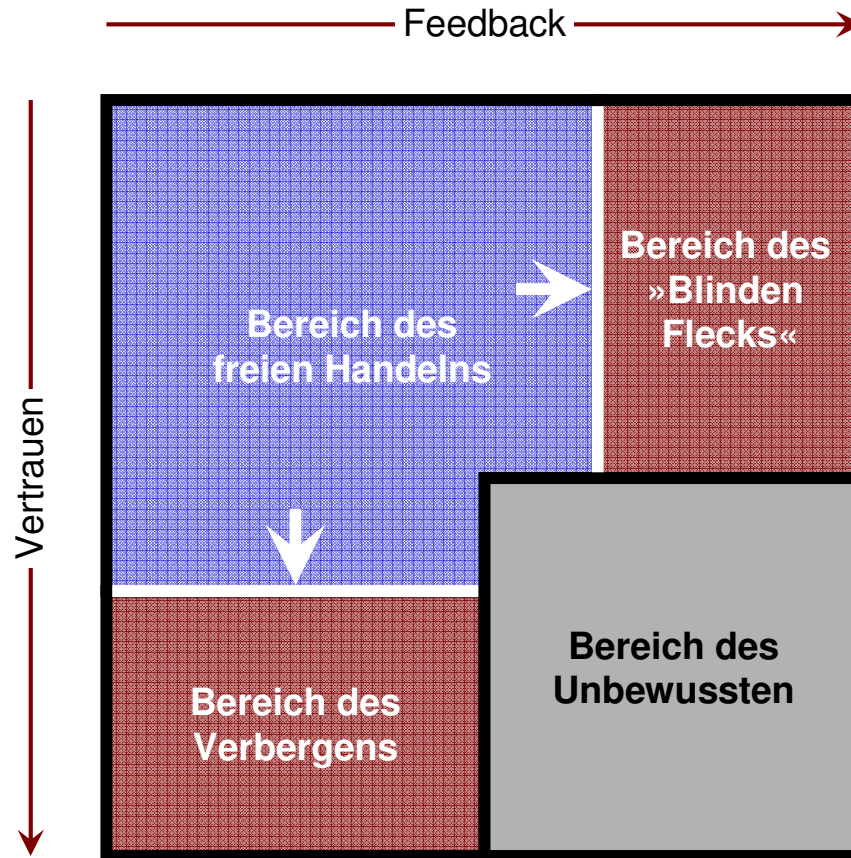 Feedback
Vertrauen
Bereich des
freien Handelns
Bereich des
»Blinden
Flecks«
Bereich des
Verbergens
Bereich des
Unbewussten